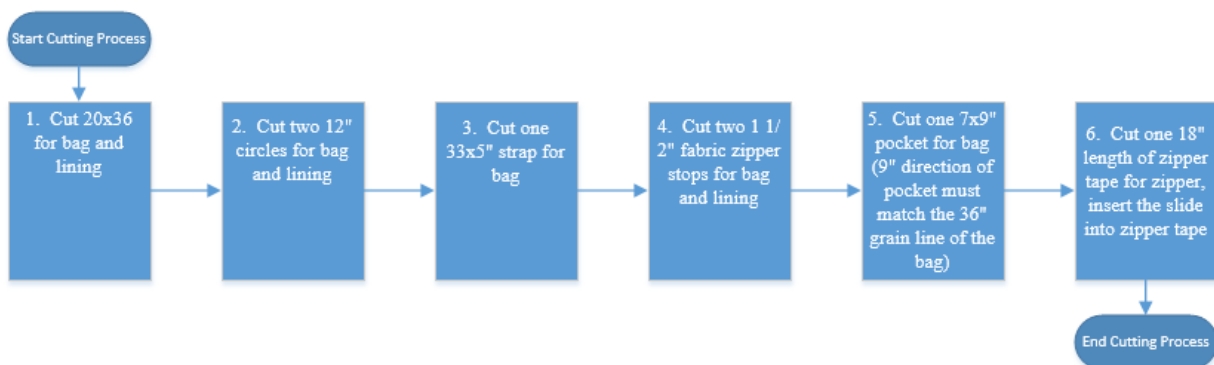 Start Cutting Process
1. Cut 20x36
for bag and
lining
2. Cut two 12"
circles for bag
and lining
3. Cut one
33x5" strap for
bag
4. Cut two 1 1/
2" fabric zipper
stops for bag
and lining
5. Cut one 7x9"
pocket for bag
(9" direction of
pocket must
match the 36"
grain line of the
bag)
6. Cut one 18"
length of zipper
tape for zipper,
insert the slide
into zipper tape
End Cutting Process